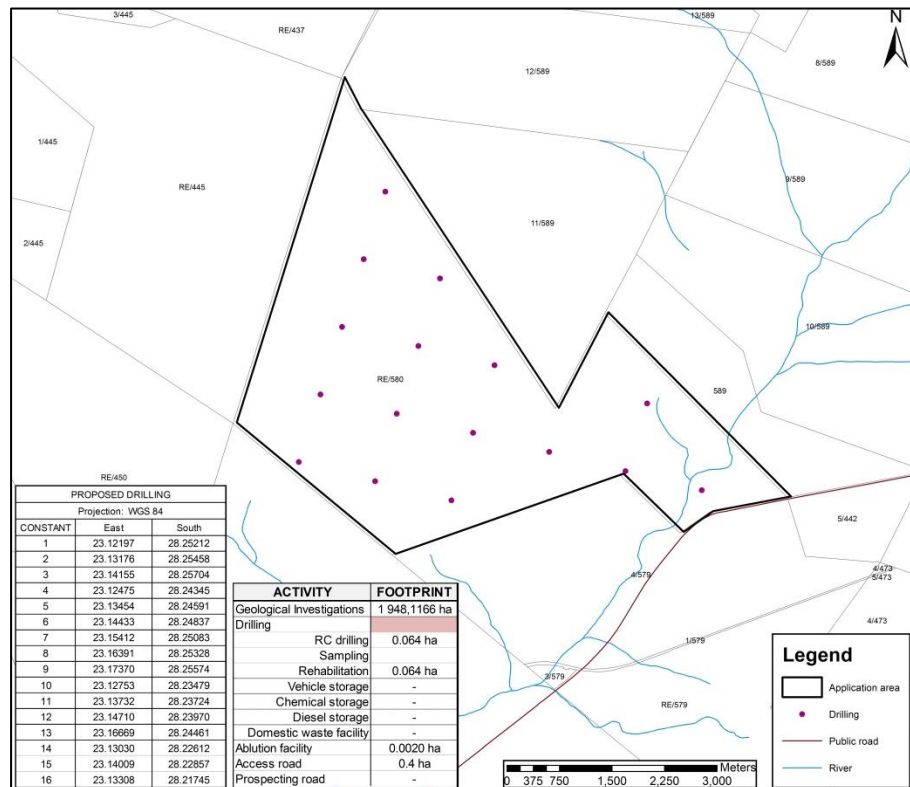 3/445
RE/437
13/589
N
12/589
8/589
1/445
RE/445
9/589
2/445
11/589
10/589
RE/580
589
RE/450
5/442
4/579
4/473
5/473
4/473
1/579
3/579
RE/579
PROPOSED DRILLING
Projection: WGS 84
CONSTANT East South
1 23.12197 28.25212
2 23.13176 28.25458
3 23.14155 28.25704
4 23.12475 28.24345
5 23.13454 28.24591
6 23.14433 28.24837
7 23.15412 28.25083
8 23.16391 28.25328
9 23.17370 28.25574
10 23.12753 28.23479
11 23.13732 28.23724
12 23.14710 28.23970
13 23.16669 28.24461
14 23.13030 28.22612
15 23.14009 28.22857
16 23.13308 28.21745
ACTIVITY FOOTPRINT
Geological Investigations 1 948,1166 ha
Drilling
RC drilling 0.064 ha
Sampling
Rehabilitation 0.064 ha
Vehicle storage -
Chemical storage -
Diesel storage -
Domestic waste facility -
Ablution facility 0.0020 ha
Access road 0.4 ha
Prospecting road -
Meters
0 375 750 1,500 2,250 3,000
Legend
Application area
Drilling
Public road
River